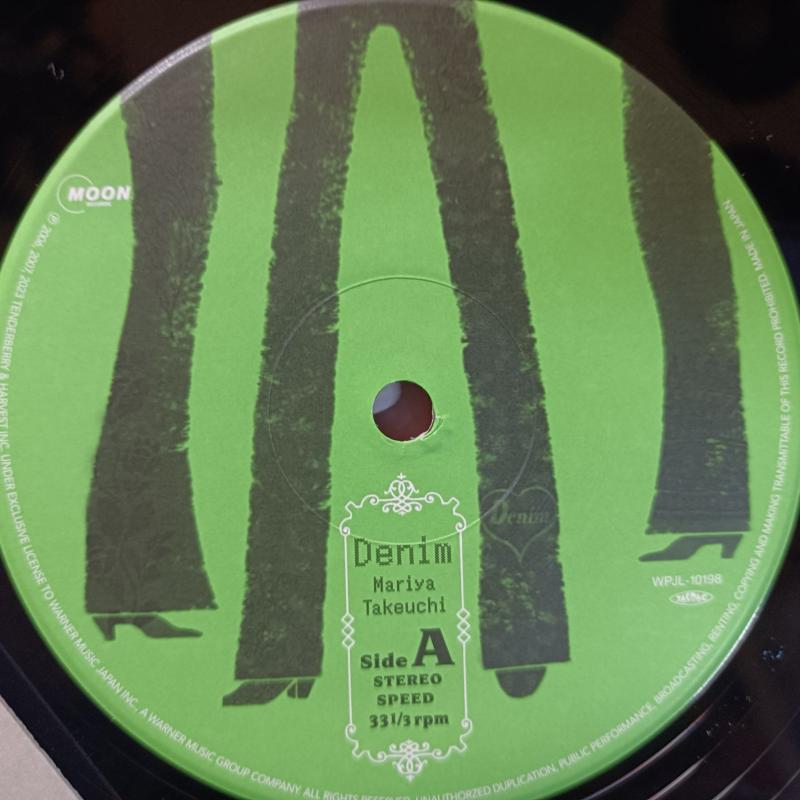 MOON
RECORDS
℗ 2006, 2007, 2023 TENDERBERRY & HARVEST INC. UNDER EXCLUSIVE LICENSE TO WARNER MUSIC JAPAN INC. A WARNER MUSIC GROUP COMPANY. ALL RIGHTS RESERVED. UNAUTHORIZED DUPLICATION, PUBLIC PERFORMANCE, BROADCASTING, RENTING, COPYING AND MAKING TRANSMITTABLE OF THIS RECORD PROHIBITED. MADE IN JAPAN
Denim
Denim
Mariya
Takeuchi
Side A
STEREO
SPEED
33 1/3 rpm
WPJL-10198
JASRAC